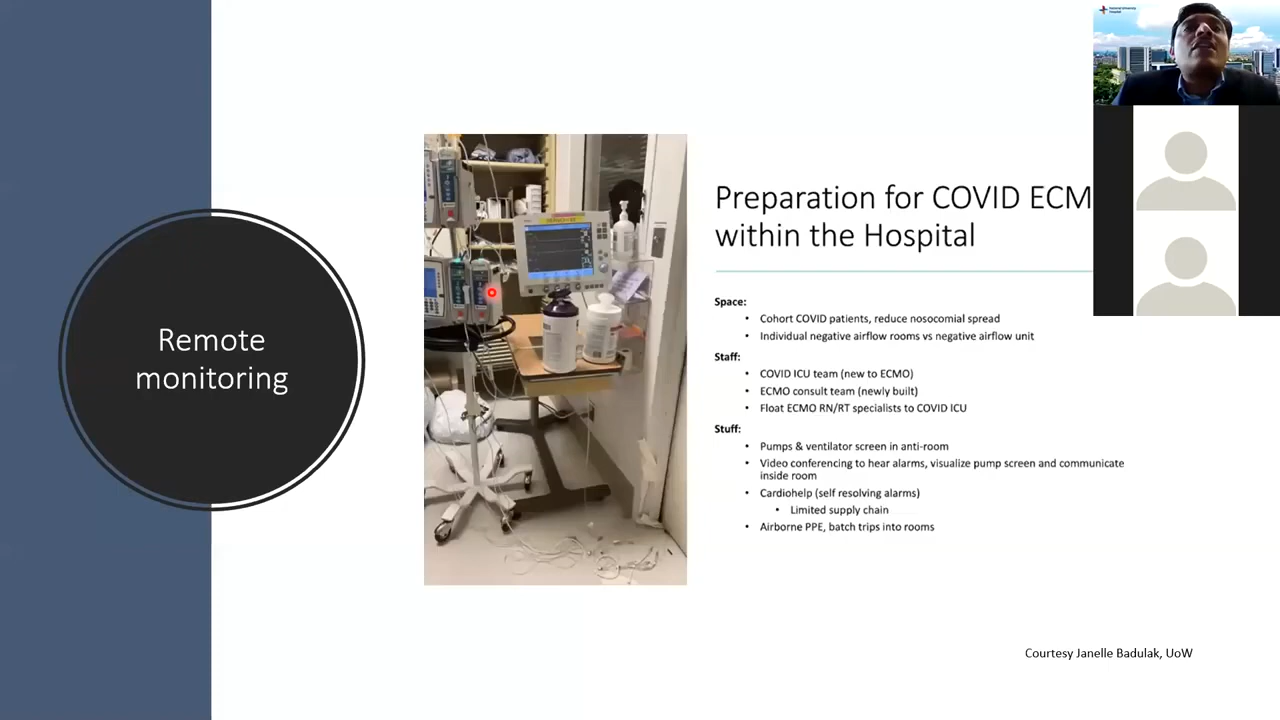 National University
Hospital
Remote
monitoring
Preparation for COVID ECM
within the Hospital
Space:
• Cohort COVID patients, reduce nosocomial spread
• Individual negative airflow rooms vs negative airflow unit
Staff:
• COVID ICU team (new to ECMO)
• ECMO consult team (newly built)
• Float ECMO RN/RT specialists to COVID ICU
Stuff:
• Pumps & ventilator screen in anti-room
• Video conferencing to hear alarms, visualize pump screen and communicate
inside room
• Cardiohelp (self resolving alarms)
• Limited supply chain
• Airborne PPE, batch trips into rooms
Courtesy Janelle Badulak, UoW